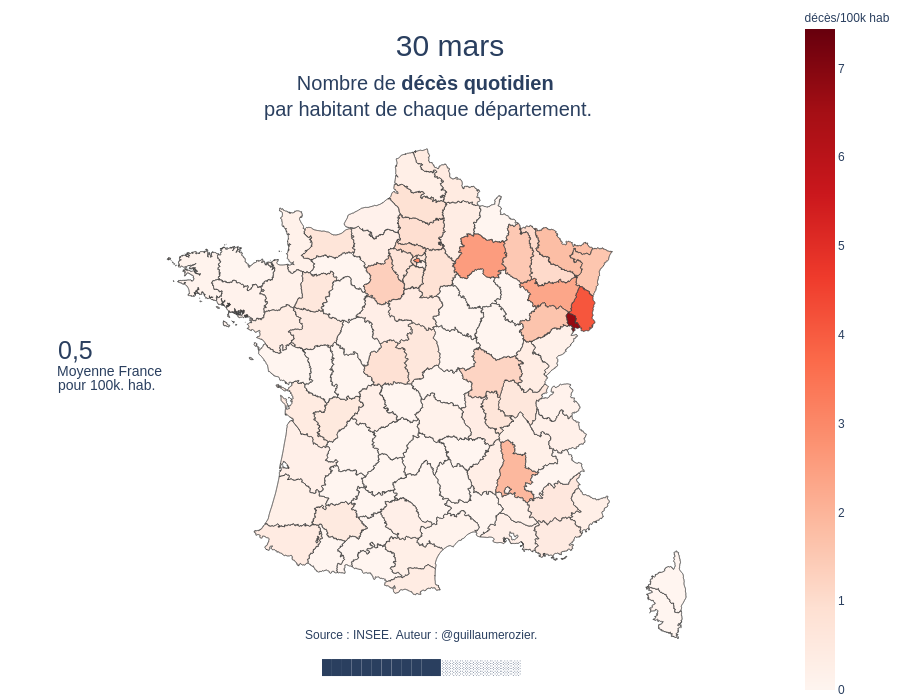 décès/100k hab
30 mars
Nombre de décès quotidien
par habitant de chaque département.
7
6
5
4
3
2
1
0
0,5
Moyenne France
pour 100k. hab.
Source : INSEE. Auteur : @guillaumerozier.